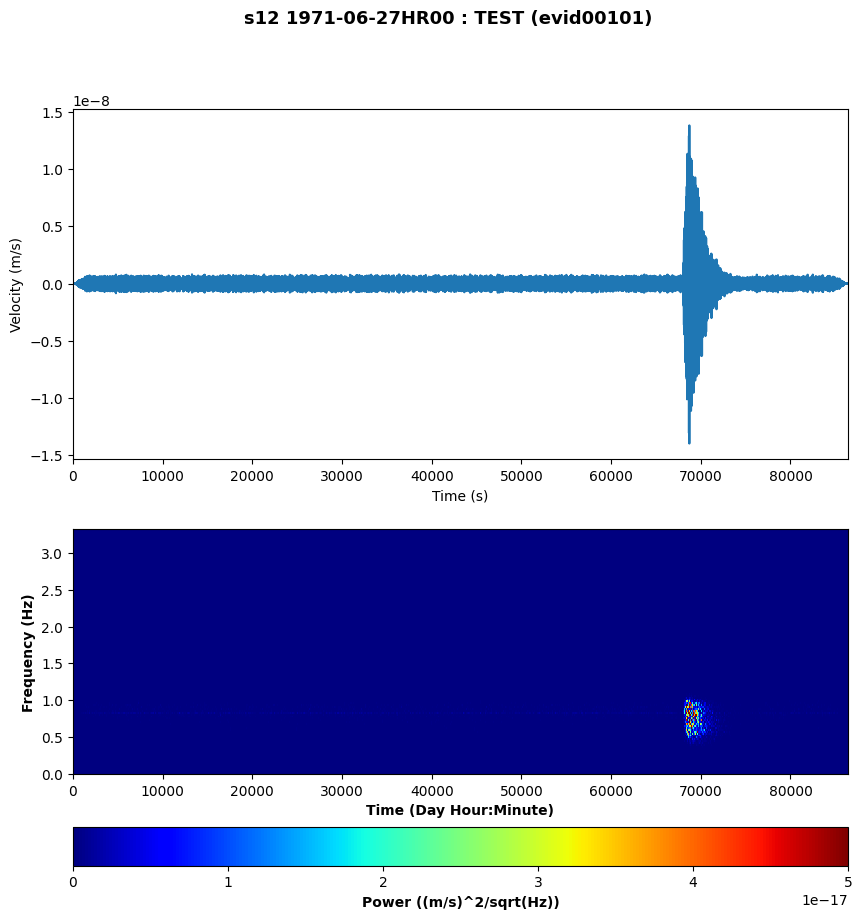 s12 1971-06-27HR00 : TEST (evid00101)
1e−8
1.5
1.0
0.5
0.0
−0.5
−1.0
−1.5
Velocity (m/s)
0 10000 20000 30000 40000 50000 60000 70000 80000
Time (s)
3.0
2.5
2.0
1.5
1.0
0.5
0.0
Frequency (Hz)
0 10000 20000 30000 40000 50000 60000 70000 80000
Time (Day Hour:Minute)
0 1 2 3 4 5
1e−17
Power ((m/s)^2/sqrt(Hz))